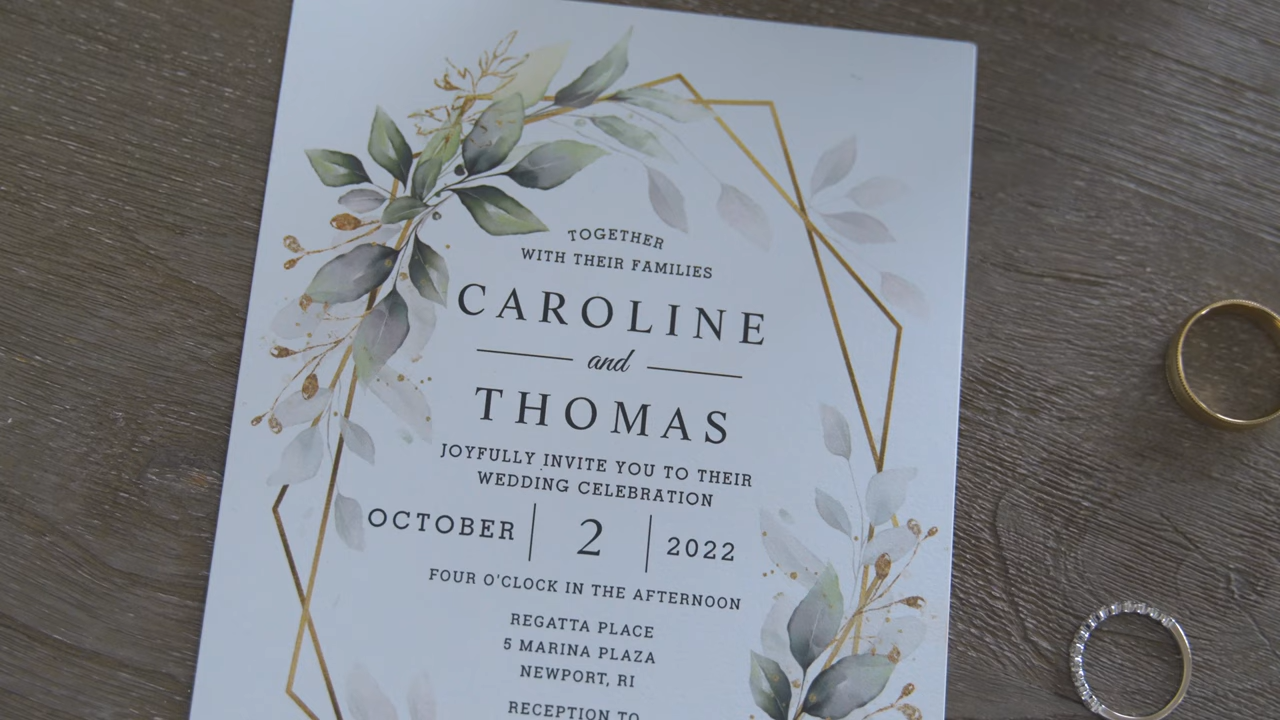 TOGETHER
WITH THEIR FAMILIES
CAROLINE
and
THOMAS
JOYFULLY INVITE YOU TO THEIR
WEDDING CELEBRATION
OCTOBER | 2 | 2022
FOUR O'CLOCK IN THE AFTERNOON
REGATTA PLACE
5 MARINA PLAZA
NEWPORT, RI
RECEPTION TO